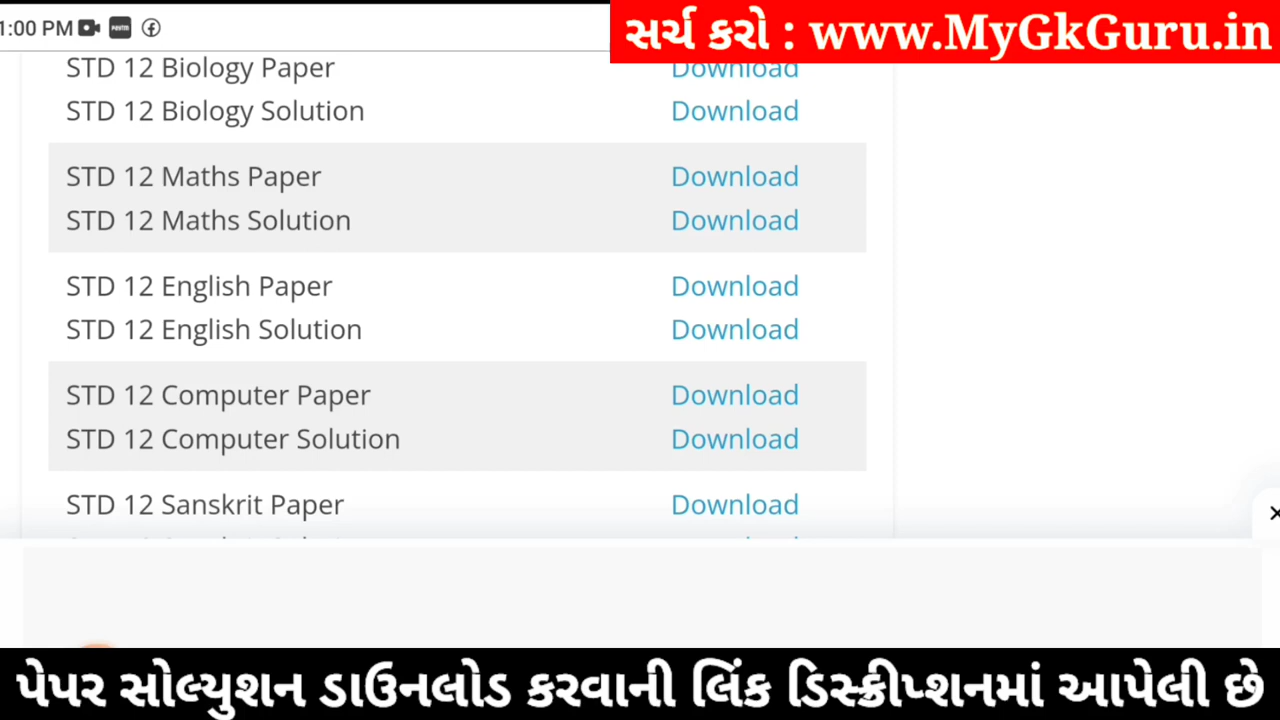 1:00 PM
સર્ચ કરો : www.MyGkGuru.in
STD 12 Biology Paper Download
STD 12 Biology Solution Download
STD 12 Maths Paper Download
STD 12 Maths Solution Download
STD 12 English Paper Download
STD 12 English Solution Download
STD 12 Computer Paper Download
STD 12 Computer Solution Download
STD 12 Sanskrit Paper Download
પેપર સોલ્યુશન ડાઉનલોડ કરવાની લિંક ડિસ્ક્રીપ્શનમાં આપેલી છે